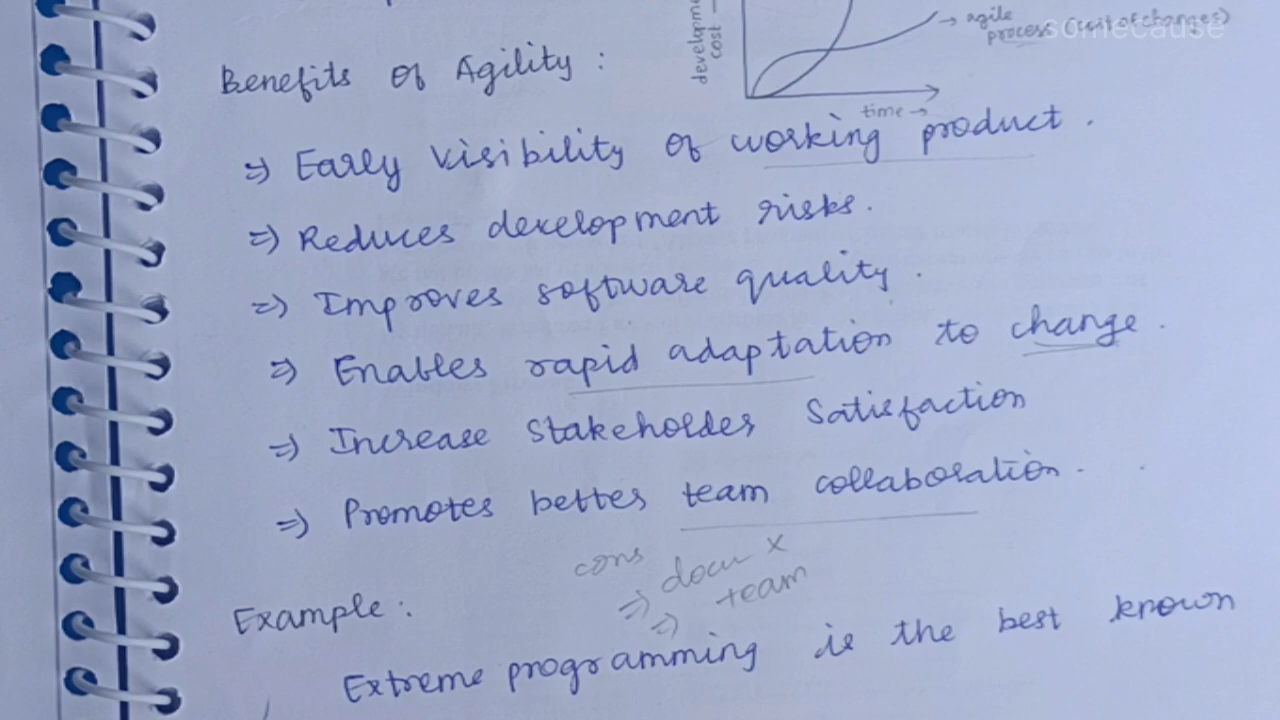 development cost
→ agile
process (cost of changes)
somecause
time →
Benefits of Agility :
⇒ Early visibility of working product .
⇒ Reduces development risks.
⇒ Improves software quality .
⇒ Enables rapid adaptation to change .
⇒ Increase Stakeholder Satisfaction
⇒ Promotes better team collaboration .
cons
⇒ docu x
⇒ team
Example :
Extreme programming is the best known